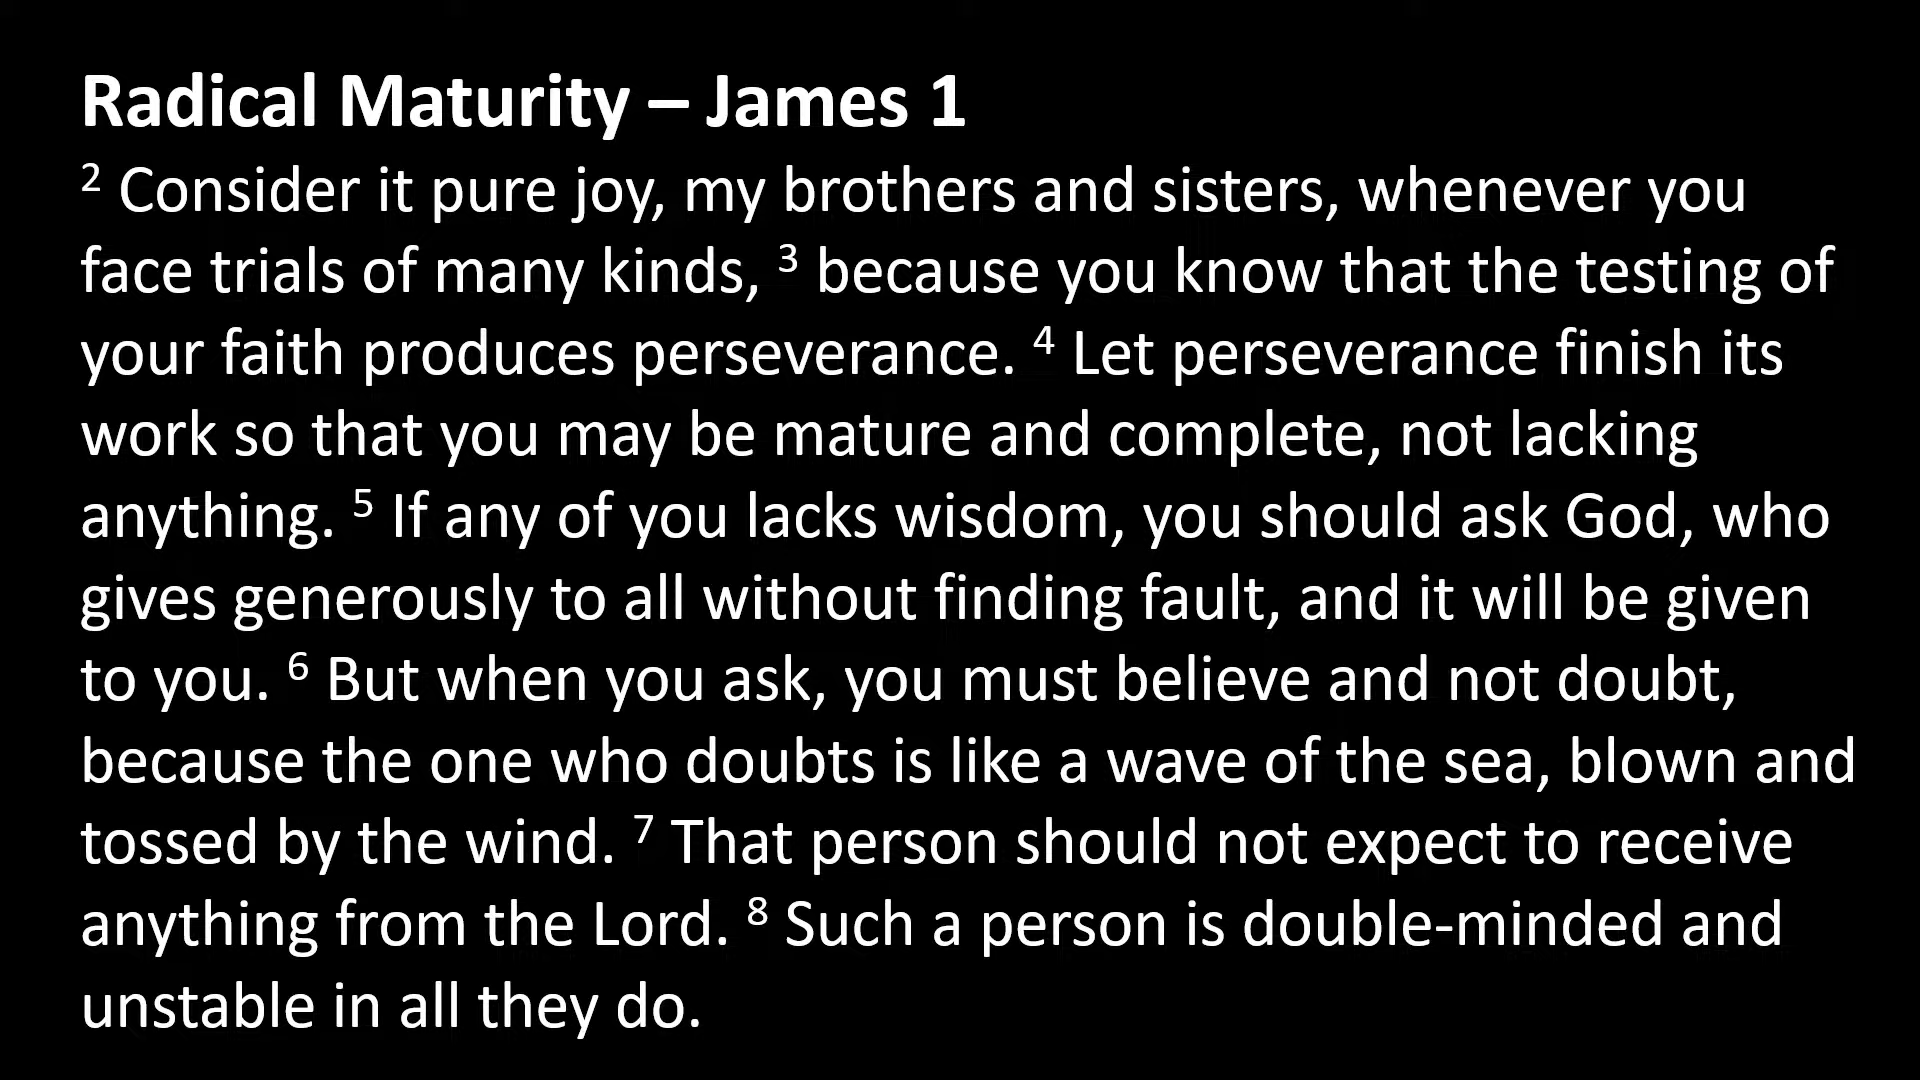 Radical Maturity – James 1
² Consider it pure joy, my brothers and sisters, whenever you
face trials of many kinds, ³ because you know that the testing of
your faith produces perseverance. ⁴ Let perseverance finish its
work so that you may be mature and complete, not lacking
anything. ⁵ If any of you lacks wisdom, you should ask God, who
gives generously to all without finding fault, and it will be given
to you. ⁶ But when you ask, you must believe and not doubt,
because the one who doubts is like a wave of the sea, blown and
tossed by the wind. ⁷ That person should not expect to receive
anything from the Lord. ⁸ Such a person is double-minded and
unstable in all they do.